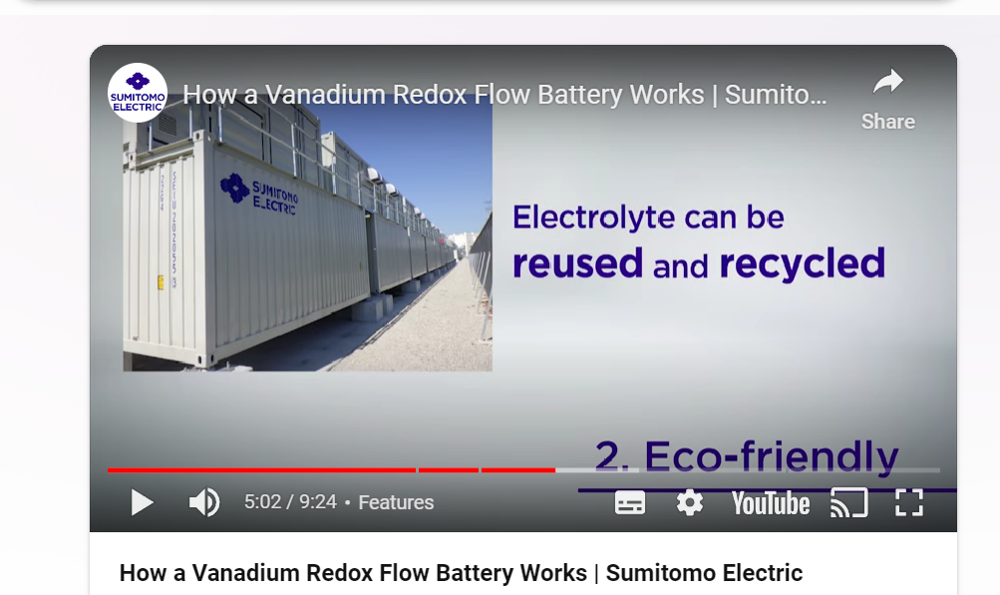 SUMITOMO
ELECTRIC
How a Vanadium Redox Flow Battery Works | Sumito...
Share
SUMITOMO
ELECTRIC
Electrolyte can be
reused and recycled
2. Eco-friendly
5:02 / 9:24 • Features
YouTube
How a Vanadium Redox Flow Battery Works | Sumitomo Electric